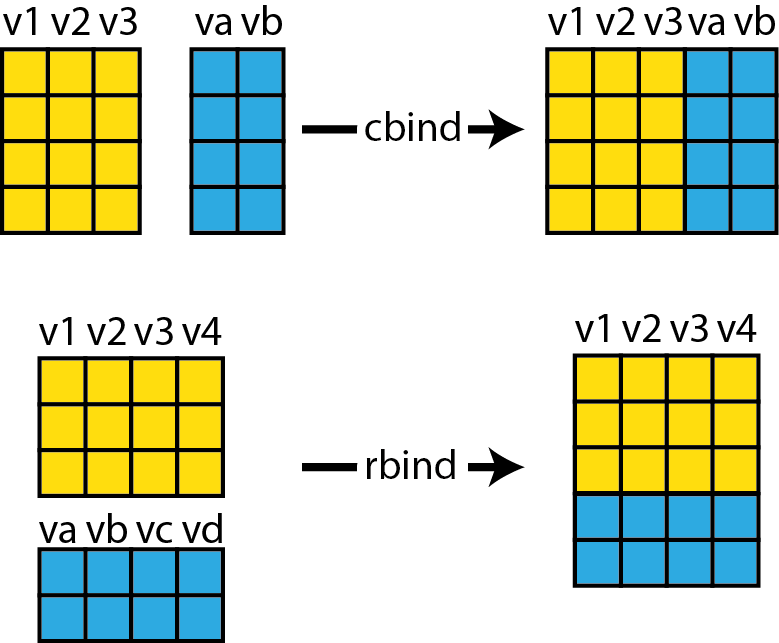 v1 v2 v3
va vb
cbind
v1 v2 v3 va vb
v1 v2 v3 v4
va vb vc vd
rbind
v1 v2 v3 v4